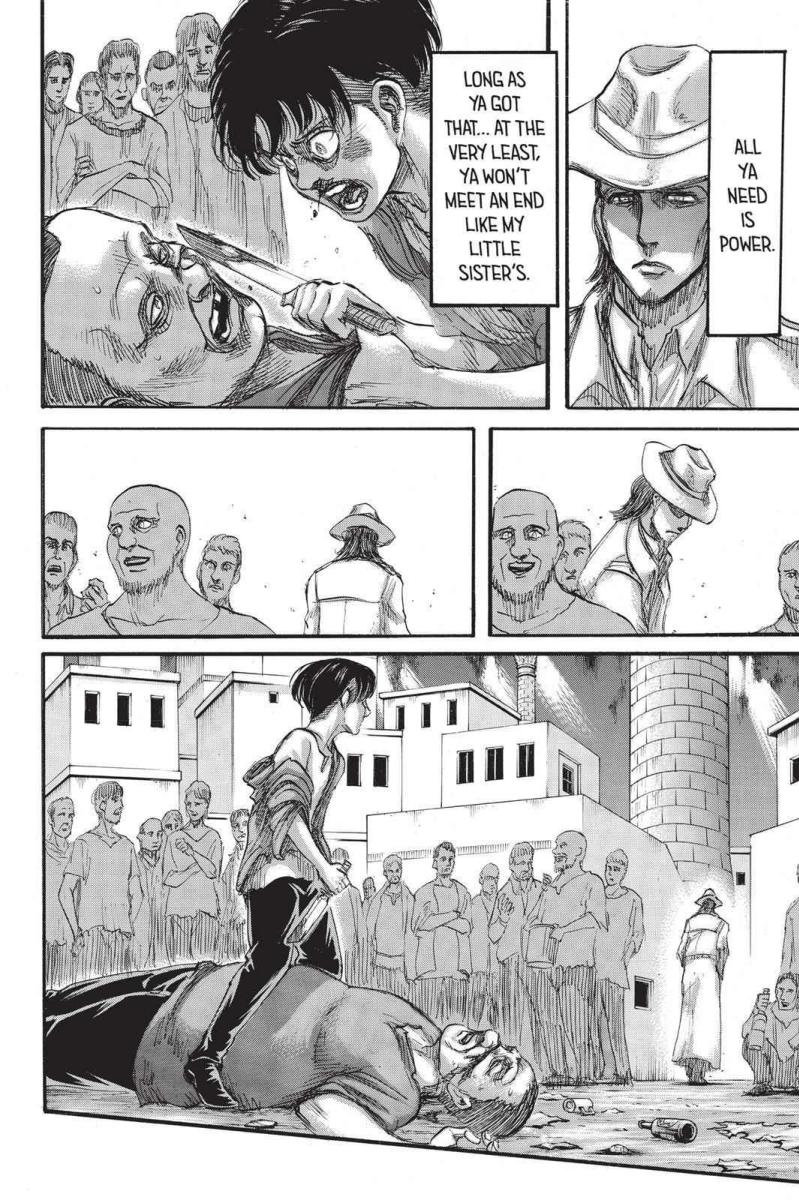 ALL
YA
NEED
IS
POWER.
LONG AS
YA GOT
THAT... AT THE
VERY LEAST,
YA WON'T
MEET AN END
LIKE MY
LITTLE
SISTER'S.